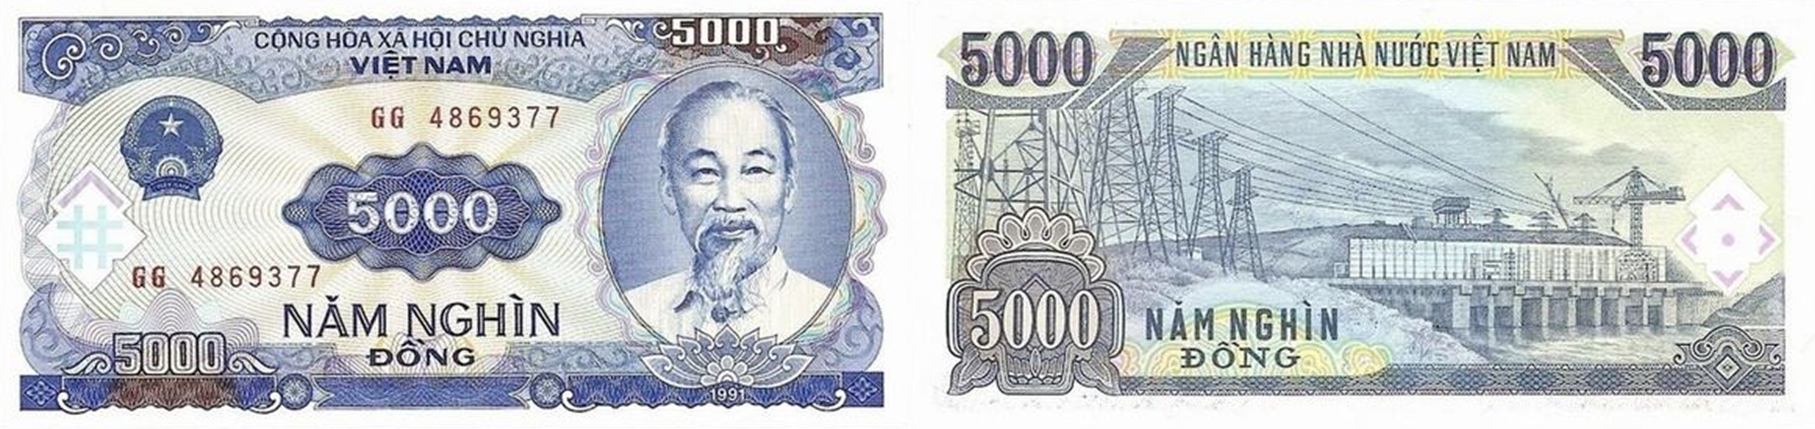 CỘNG HÒA XÃ HỘI CHỦ NGHĨA
VIỆT NAM
5000
GG 4869377
5000
GG 4869377
NĂM NGHÌN
ĐỒNG
5000
1991
5000
NGÂN HÀNG NHÀ NƯỚC VIỆT NAM
5000
5000
NĂM NGHÌN
ĐỒNG